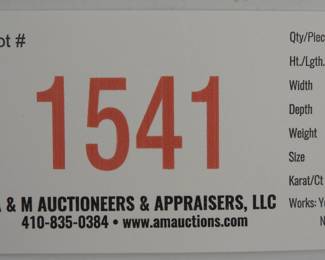 ot #
1541
& M AUCTIONEERS & APPRAISERS, LLC
410-835-0384 • www.amauctions.com
Qty/Piec
Ht./Lgth.
Width
Depth
Weight
Size
Karat/Ct
Works: Y
N